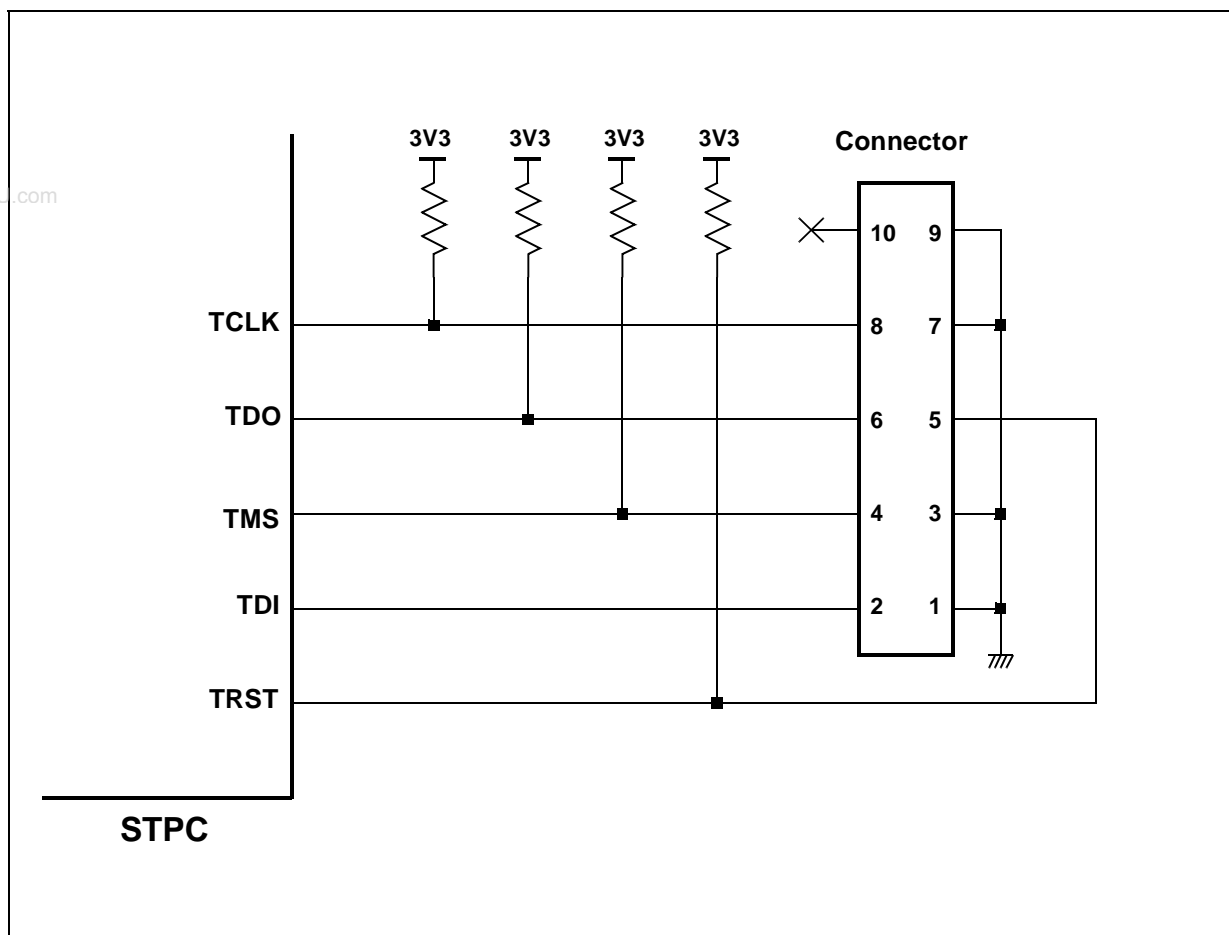 3V3 3V3 3V3 3V3
Connector
.com
10 9
TCLK
8 7
TDO
6 5
TMS
4 3
TDI
2 1
TRST
STPC